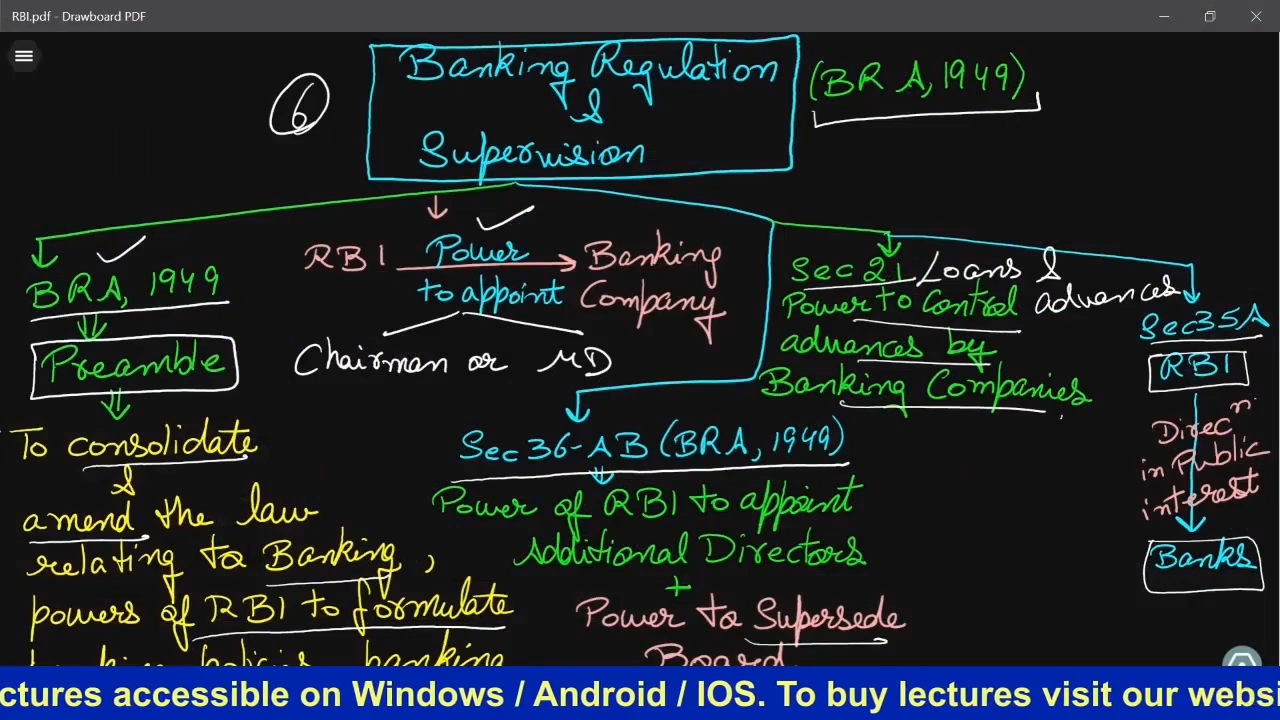 RBI.pdf - Drawboard PDF
6
Banking Regulation
&
Supervision
(BRA, 1949)
BRA, 1949
Preamble
To consolidate
&
amend the law
relating to Banking,
powers of RBI to formulate
banking policies, banking
RBI Power Banking
to appoint Company
Chairman or MD
Sec 36-AB (BRA, 1949)
Power of RBI to appoint
Additional Directors
+
Power to Supersede
Board.
Sec 21 Loans &
advances
Power to Control
advances by
Banking Companies
Sec 35A
RBI
Direcn
in Public
interest
Banks
ctures accessible on Windows / Android / IOS. To buy lectures visit our websi